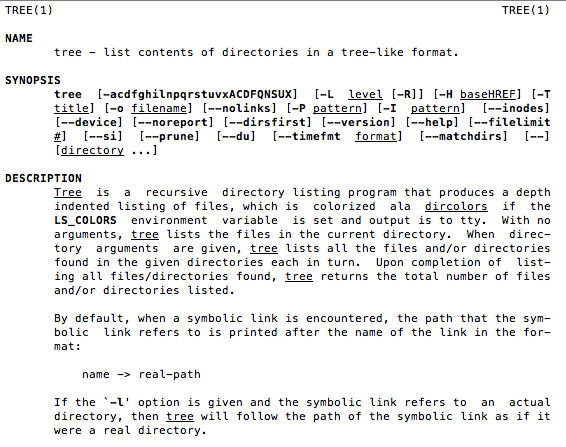 TREE(1) TREE(1)
NAME
tree - list contents of directories in a tree-like format.
SYNOPSIS
tree [-acdfghilnpqrstuvxACDFQNSUX] [-L level [-R]] [-H baseHREF] [-T
title] [-o filename] [--nolinks] [-P pattern] [-I pattern] [--inodes]
[--device] [--noreport] [--dirsfirst] [--version] [--help] [--filelimit
#] [--si] [--prune] [--du] [--timefmt format] [--matchdirs] [--]
[directory ...]
DESCRIPTION
Tree is a recursive directory listing program that produces a depth
indented listing of files, which is colorized ala dircolors if the
LS_COLORS environment variable is set and output is to tty. With no
arguments, tree lists the files in the current directory. When direc-
tory arguments are given, tree lists all the files and/or directories
found in the given directories each in turn. Upon completion of list-
ing all files/directories found, tree returns the total number of files
and/or directories listed.
By default, when a symbolic link is encountered, the path that the sym-
bolic link refers to is printed after the name of the link in the for-
mat:
name -> real-path
If the `-l' option is given and the symbolic link refers to an actual
directory, then tree will follow the path of the symbolic link as if it
were a real directory.